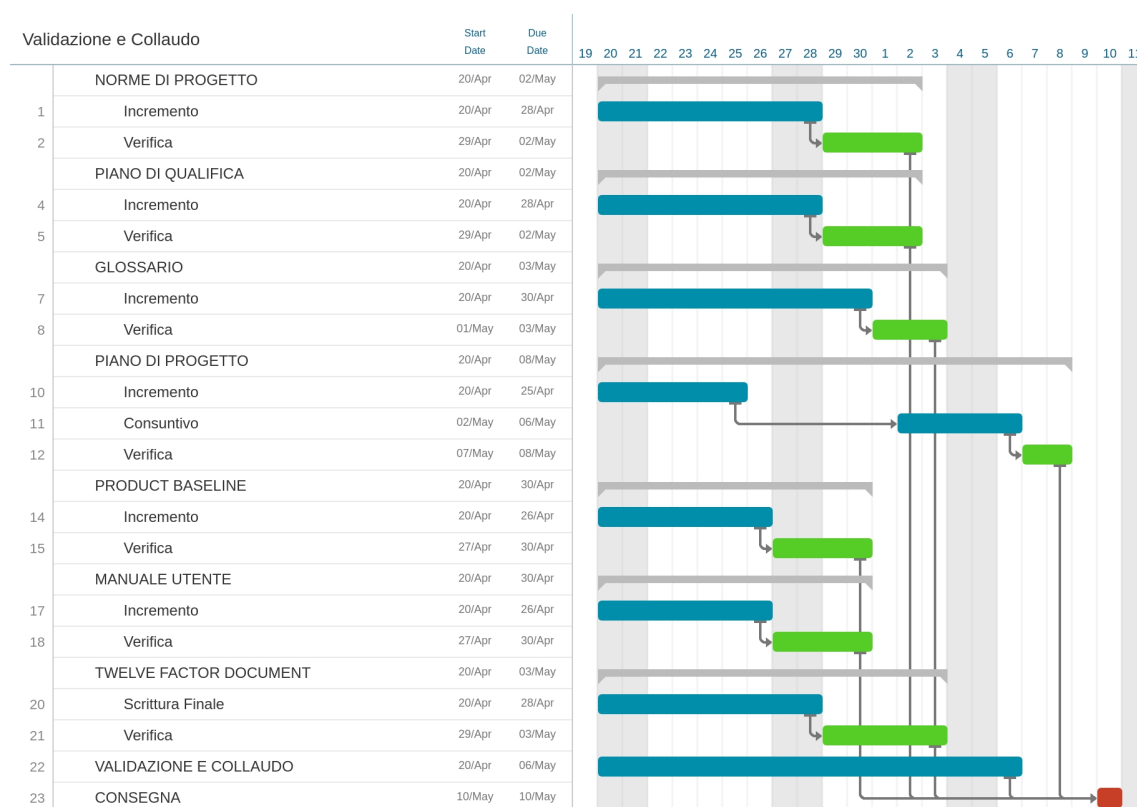 Validazione e Collaudo Start Date Due Date
19 20 21 22 23 24 25 26 27 28 29 30 1 2 3 4 5 6 7 8 9 10 11
NORME DI PROGETTO 20/Apr 02/May
1 Incremento 20/Apr 28/Apr
2 Verifica 29/Apr 02/May
PIANO DI QUALIFICA 20/Apr 02/May
4 Incremento 20/Apr 28/Apr
5 Verifica 29/Apr 02/May
GLOSSARIO 20/Apr 03/May
7 Incremento 20/Apr 30/Apr
8 Verifica 01/May 03/May
PIANO DI PROGETTO 20/Apr 08/May
10 Incremento 20/Apr 25/Apr
11 Consuntivo 02/May 06/May
12 Verifica 07/May 08/May
PRODUCT BASELINE 20/Apr 30/Apr
14 Incremento 20/Apr 26/Apr
15 Verifica 27/Apr 30/Apr
MANUALE UTENTE 20/Apr 30/Apr
17 Incremento 20/Apr 26/Apr
18 Verifica 27/Apr 30/Apr
TWELVE FACTOR DOCUMENT 20/Apr 03/May
20 Scrittura Finale 20/Apr 28/Apr
21 Verifica 29/Apr 03/May
22 VALIDAZIONE E COLLAUDO 20/Apr 06/May
23 CONSEGNA 10/May 10/May